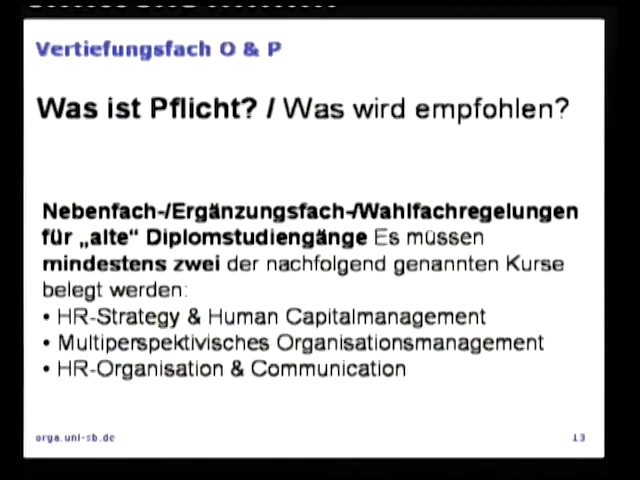 Vertiefungsfach O & P
Was ist Pflicht? / Was wird empfohlen?
Nebenfach-/Ergänzungsfach-/Wahlfachregelungen
für „alte“ Diplomstudiengänge Es müssen
mindestens zwei der nachfolgend genannten Kurse
belegt werden:
• HR-Strategy & Human Capitalmanagement
• Multiperspektivisches Organisationsmanagement
• HR-Organisation & Communication
orga.uni-sb.de
13